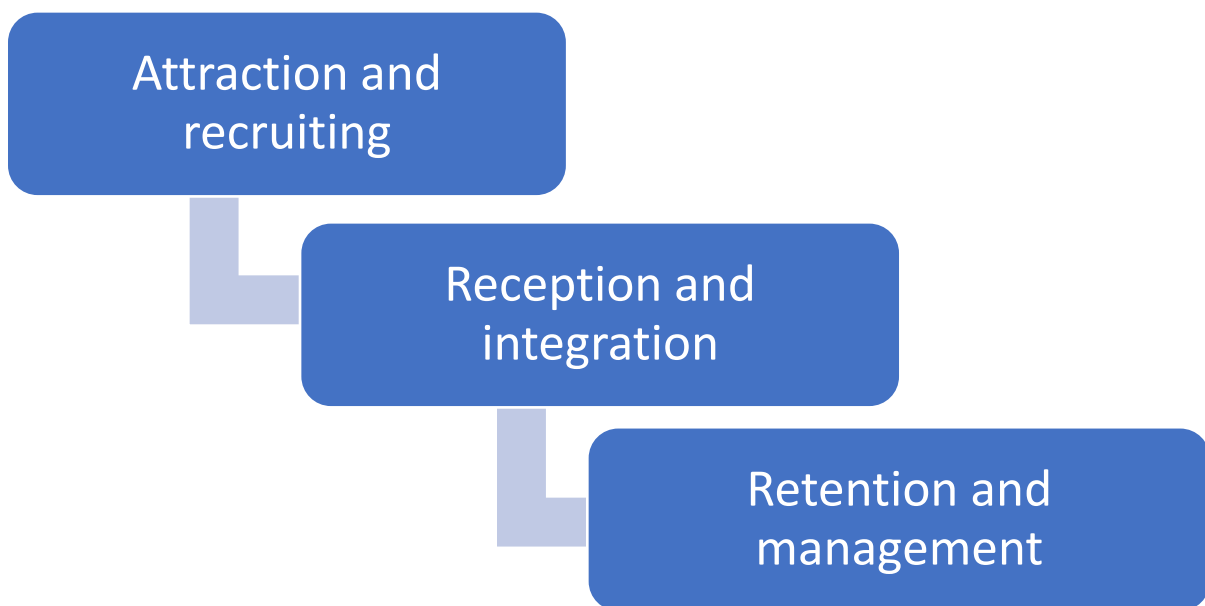 Attraction and
recruiting
Reception and
integration
Retention and
management